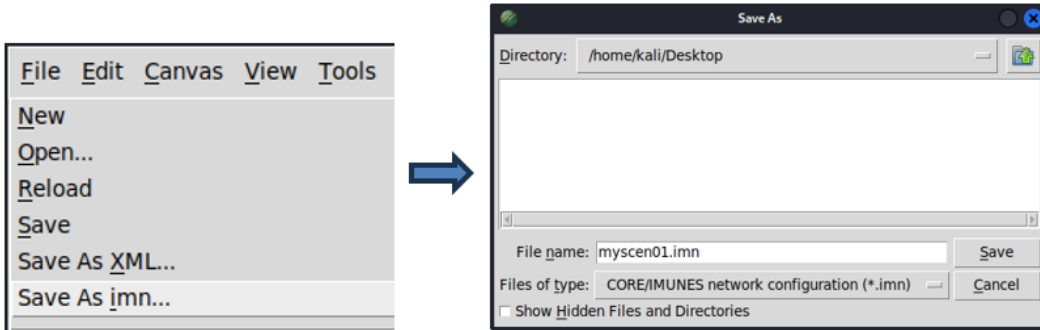 File Edit Canvas View Tools
New
Open...
Reload
Save
Save As XML...
Save As imn...
Save As
Directory: /home/kali/Desktop
File name: myscen01.imn Save
Files of type: CORE/IMUNES network configuration (*.imn) Cancel
Show Hidden Files and Directories